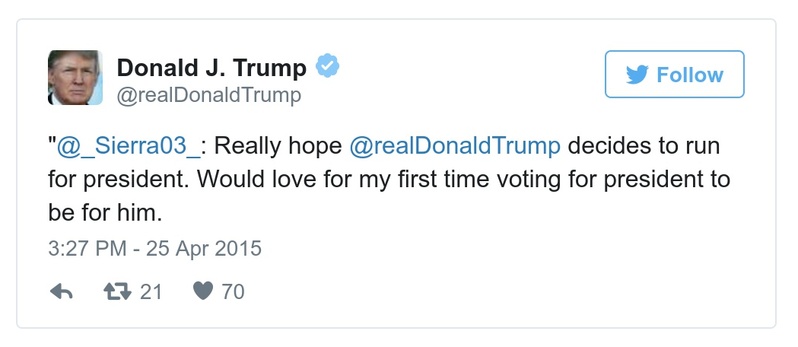 Donald J. Trump
Follow
@realDonaldTrump
"@_Sierra03_: Really hope @realDonaldTrump decides to run
for president. Would love for my first time voting for president to
be for him.
3:27 PM - 25 Apr 2015
21 70